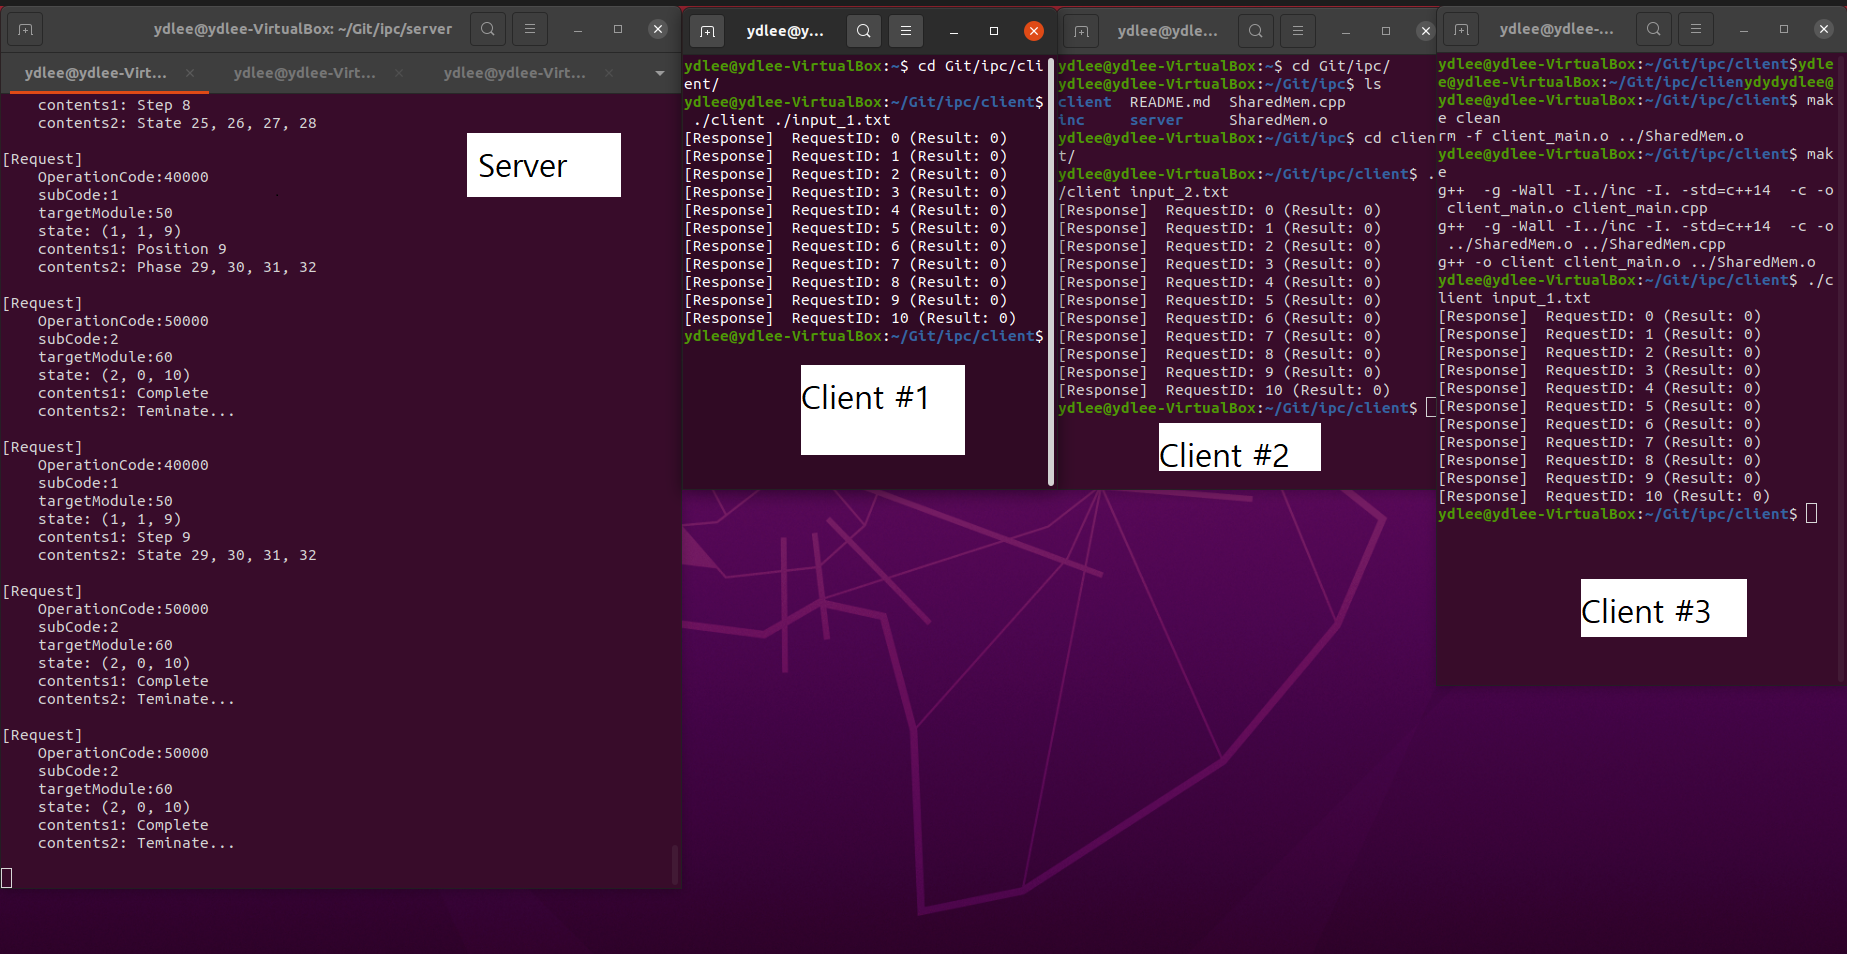 ydlee@ydlee-VirtualBox: ~/Git/ipc/server
ydlee@ydlee-Virt...
ydlee@ydlee-Virt...
ydlee@ydlee-Virt...
    contents1: Step 8
    contents2: State 25, 26, 27, 28
[Request]
    OperationCode:40000
    subCode:1
    targetModule:50
    state: (1, 1, 9)
    contents1: Position 9
    contents2: Phase 29, 30, 31, 32
[Request]
    OperationCode:50000
    subCode:2
    targetModule:60
    state: (2, 0, 10)
    contents1: Complete
    contents2: Teminate...
[Request]
    OperationCode:40000
    subCode:1
    targetModule:50
    state: (1, 1, 9)
    contents1: Step 9
    contents2: State 29, 30, 31, 32
[Request]
    OperationCode:50000
    subCode:2
    targetModule:60
    state: (2, 0, 10)
    contents1: Complete
    contents2: Teminate...
[Request]
    OperationCode:50000
    subCode:2
    targetModule:60
    state: (2, 0, 10)
    contents1: Complete
    contents2: Teminate...
Server
ydlee@y...
ydlee@ydlee-VirtualBox:~$ cd Git/ipc/cli
ent/
ydlee@ydlee-VirtualBox:~/Git/ipc/client$
 ./client ./input_1.txt
[Response]  RequestID: 0 (Result: 0)
[Response]  RequestID: 1 (Result: 0)
[Response]  RequestID: 2 (Result: 0)
[Response]  RequestID: 3 (Result: 0)
[Response]  RequestID: 4 (Result: 0)
[Response]  RequestID: 5 (Result: 0)
[Response]  RequestID: 6 (Result: 0)
[Response]  RequestID: 7 (Result: 0)
[Response]  RequestID: 8 (Result: 0)
[Response]  RequestID: 9 (Result: 0)
[Response]  RequestID: 10 (Result: 0)
ydlee@ydlee-VirtualBox:~/Git/ipc/client$
Client #1
ydlee@ydle...
ydlee@ydlee-VirtualBox:~$ cd Git/ipc/
ydlee@ydlee-VirtualBox:~/Git/ipc$ ls
client  README.md  SharedMem.cpp
inc     server     SharedMem.o
ydlee@ydlee-VirtualBox:~/Git/ipc$ cd clien
t/
ydlee@ydlee-VirtualBox:~/Git/ipc/client$ .
/client input_2.txt
[Response]  RequestID: 0 (Result: 0)
[Response]  RequestID: 1 (Result: 0)
[Response]  RequestID: 2 (Result: 0)
[Response]  RequestID: 3 (Result: 0)
[Response]  RequestID: 4 (Result: 0)
[Response]  RequestID: 5 (Result: 0)
[Response]  RequestID: 6 (Result: 0)
[Response]  RequestID: 7 (Result: 0)
[Response]  RequestID: 8 (Result: 0)
[Response]  RequestID: 9 (Result: 0)
[Response]  RequestID: 10 (Result: 0)
ydlee@ydlee-VirtualBox:~/Git/ipc/client$
Client #2
ydlee@ydlee-...
ydlee@ydlee-VirtualBox:~/Git/ipc/client$ydle
e@ydlee-VirtualBox:~/Git/ipc/clienydydydlee@
ydlee@ydlee-VirtualBox:~/Git/ipc/client$ mak
e clean
rm -f client_main.o ../SharedMem.o
ydlee@ydlee-VirtualBox:~/Git/ipc/client$ mak
e
g++  -g -Wall -I../inc -I. -std=c++14  -c -o
 client_main.o client_main.cpp
g++  -g -Wall -I../inc -I. -std=c++14  -c -o
 ../SharedMem.o ../SharedMem.cpp
g++ -o client client_main.o ../SharedMem.o
ydlee@ydlee-VirtualBox:~/Git/ipc/client$ ./c
lient input_1.txt
[Response]  RequestID: 0 (Result: 0)
[Response]  RequestID: 1 (Result: 0)
[Response]  RequestID: 2 (Result: 0)
[Response]  RequestID: 3 (Result: 0)
[Response]  RequestID: 4 (Result: 0)
[Response]  RequestID: 5 (Result: 0)
[Response]  RequestID: 6 (Result: 0)
[Response]  RequestID: 7 (Result: 0)
[Response]  RequestID: 8 (Result: 0)
[Response]  RequestID: 9 (Result: 0)
[Response]  RequestID: 10 (Result: 0)
ydlee@ydlee-VirtualBox:~/Git/ipc/client$
Client #3